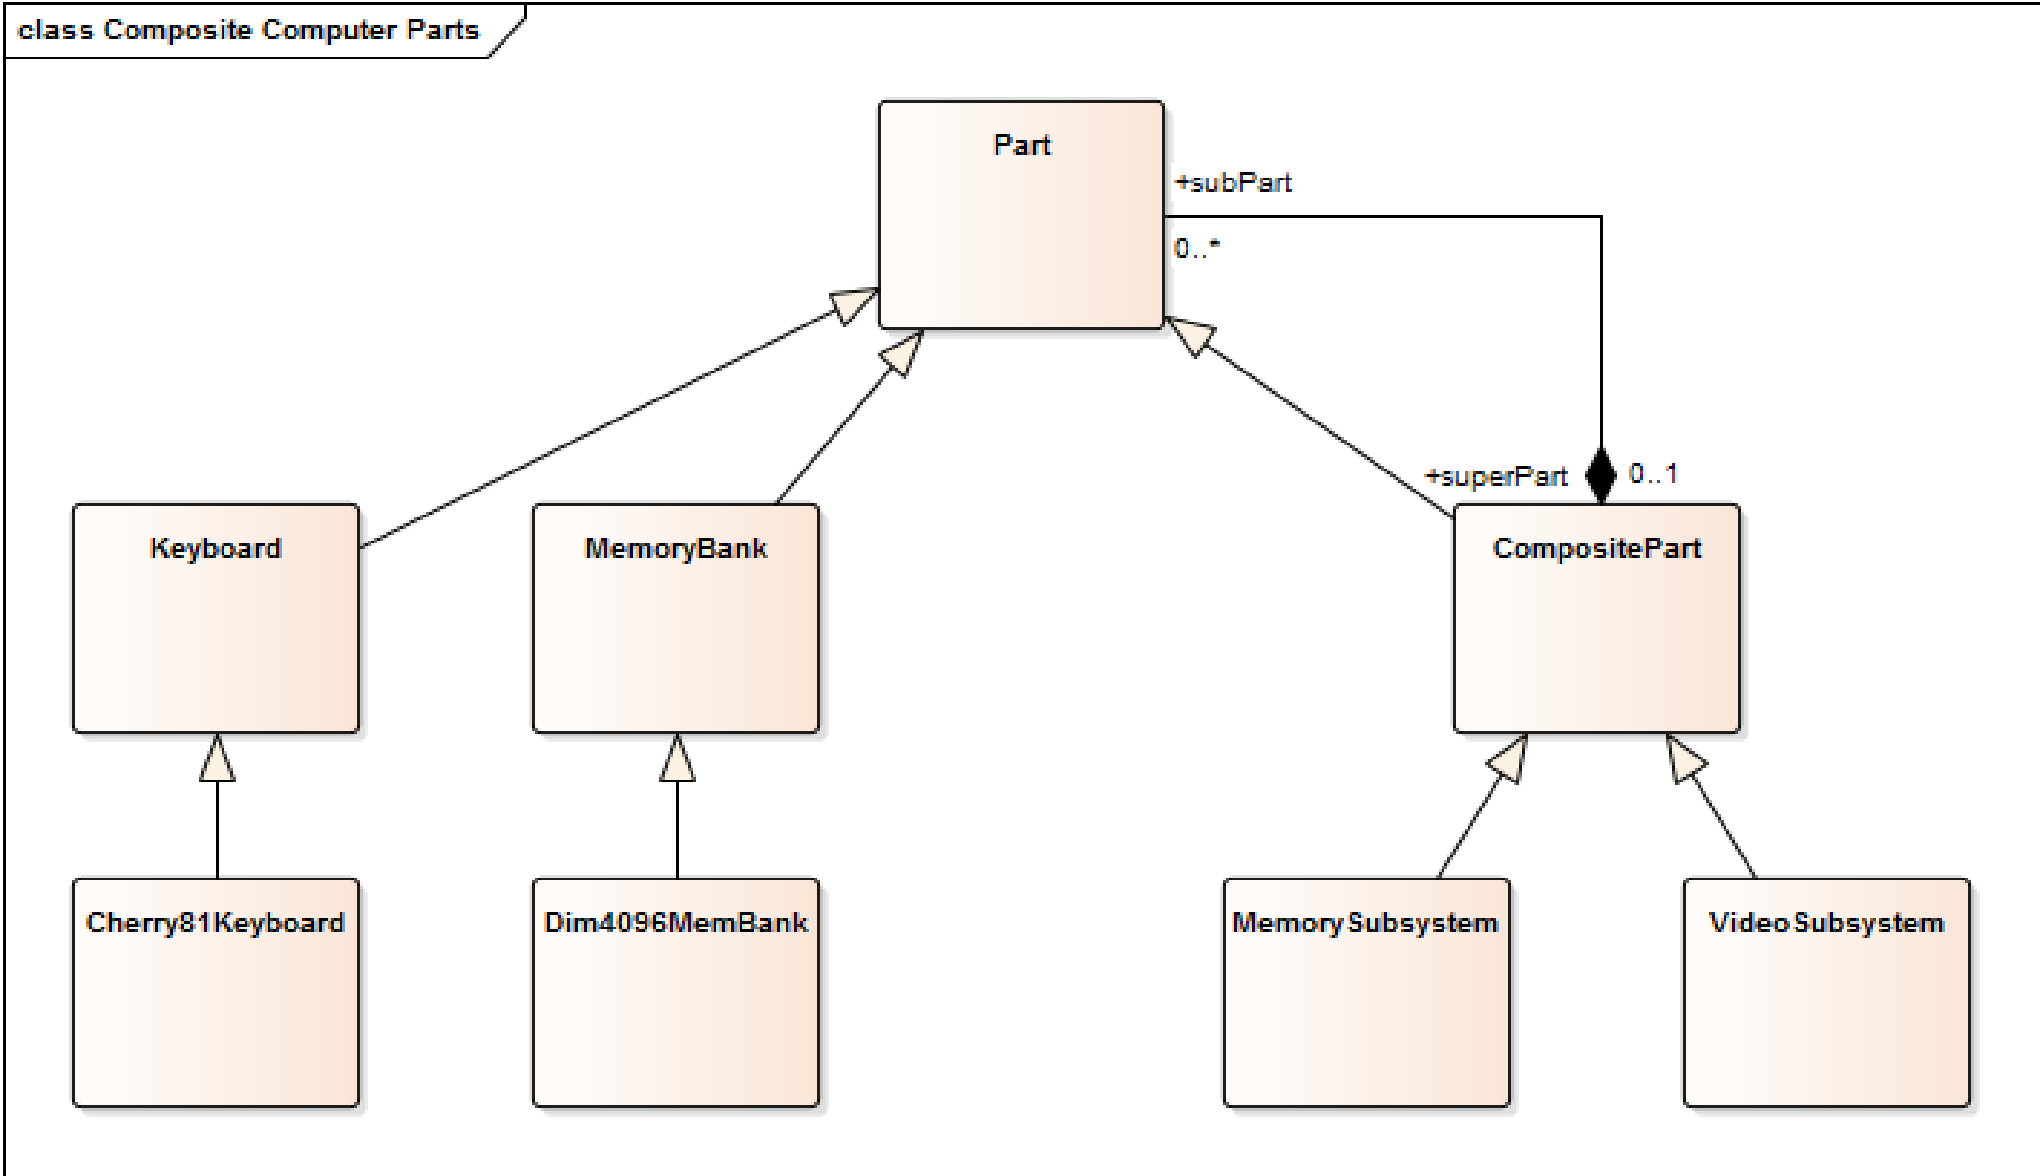 class Composite Computer Parts
Part
+subPart
0..*
+superPart
0..1
Keyboard
MemoryBank
CompositePart
Cherry81Keyboard
Dim4096MemBank
MemorySubsystem
VideoSubsystem